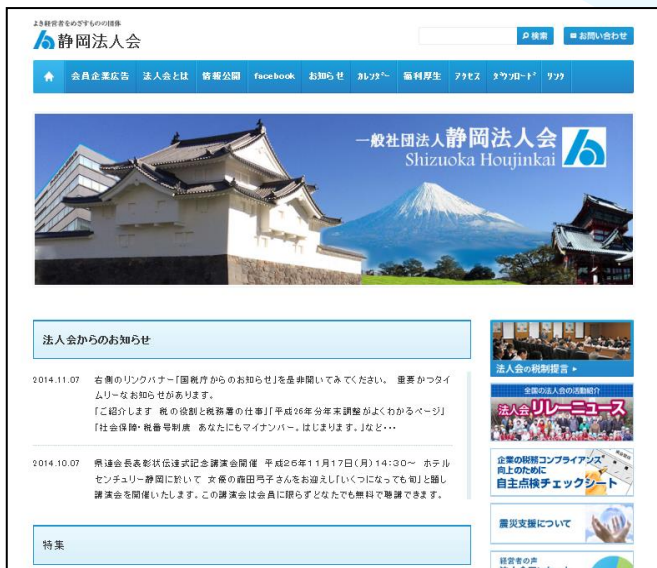 よき経営者をめざすものの団体
静岡法人会
検索
お問い合わせ
会員企業広告 法人会とは 情報公開 facebook お知らせ ｶﾚﾝﾀﾞｰ 福利厚生 ｱｸｾｽ ﾀﾞｳﾝﾛｰﾄﾞ ﾘﾝｸ
一般社団法人静岡法人会
Shizuoka Houjinkai
法人会からのお知らせ
2014.11.07 右側のリンクバナー「国税庁からのお知らせ」を是非開いてみてください。 重要かつタイ
ムリーなお知らせがあります。
「ご紹介します 税の役割と税務署の仕事」「平成26年分年末調整がよくわかるページ」
「社会保障・税番号制度 あなたにもマイナンバー。はじまります。」など・・・
2014.10.07 県連会長表彰状伝達式記念講演会開催 平成26年11月17日(月)14:30～ ホテル
センチュリー静岡に於いて 女優の森田弓子さんをお迎えし「いくつになっても旬」と題し
講演会を開催いたします。この講演会は会員に限らずどなたでも無料で聴講できます。
特集
法人会の税制提言
全国の法人会の活動紹介
法人会リレーニュース
企業の税務コンプライアンス
向上のために
自主点検チェックシート
震災支援について
経営者の声